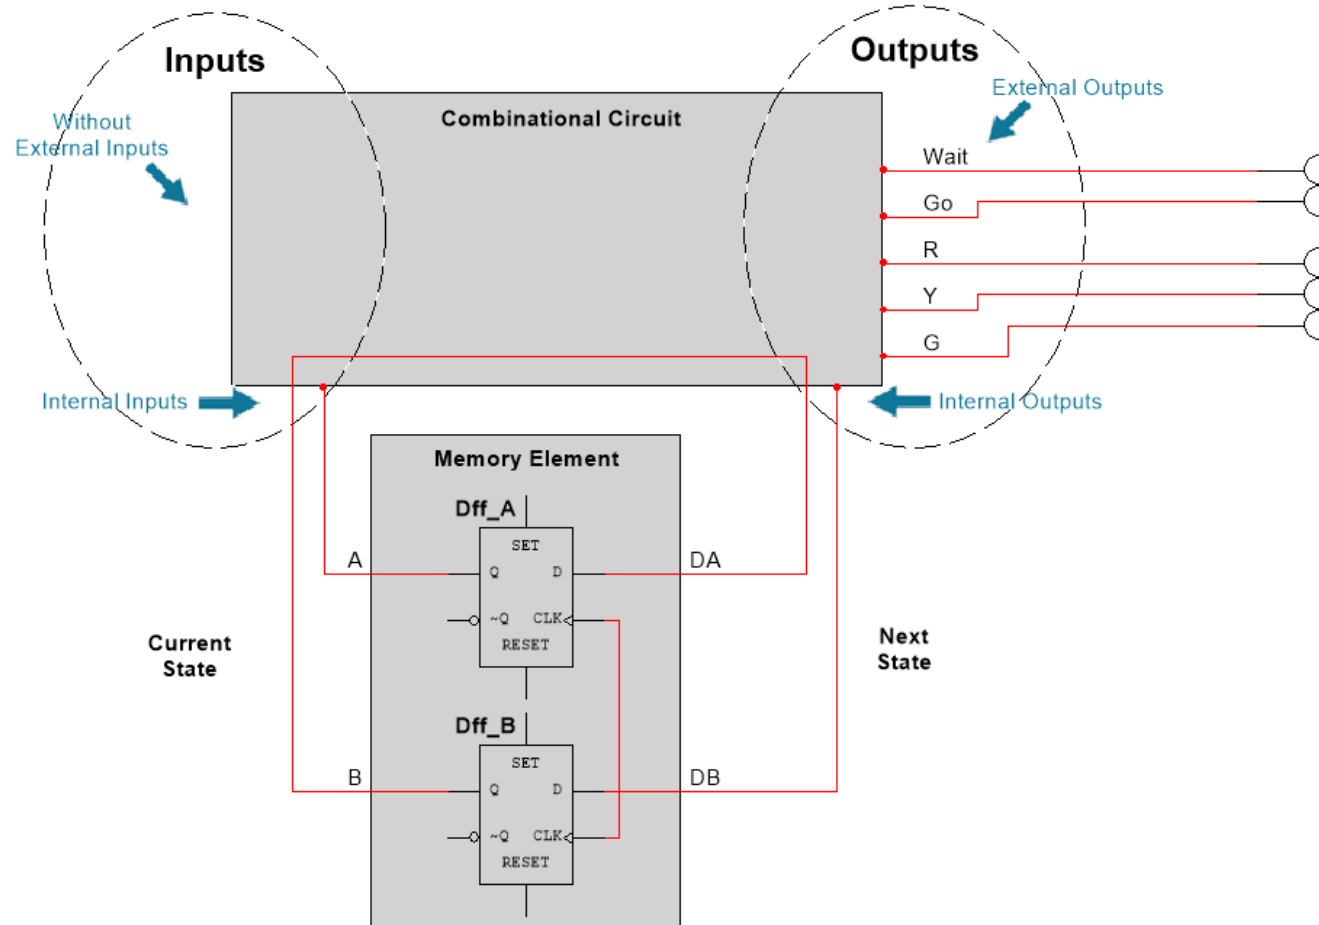 Inputs
Outputs
External Outputs
Without
External Inputs
Combinational Circuit
Wait
Go
R
Y
G
Internal Inputs
Internal Outputs
Memory Element
Dff_A
SET
A
Q
D
DA
~Q
CLK
RESET
Current
State
Next
State
Dff_B
SET
B
Q
D
DB
~Q
CLK
RESET